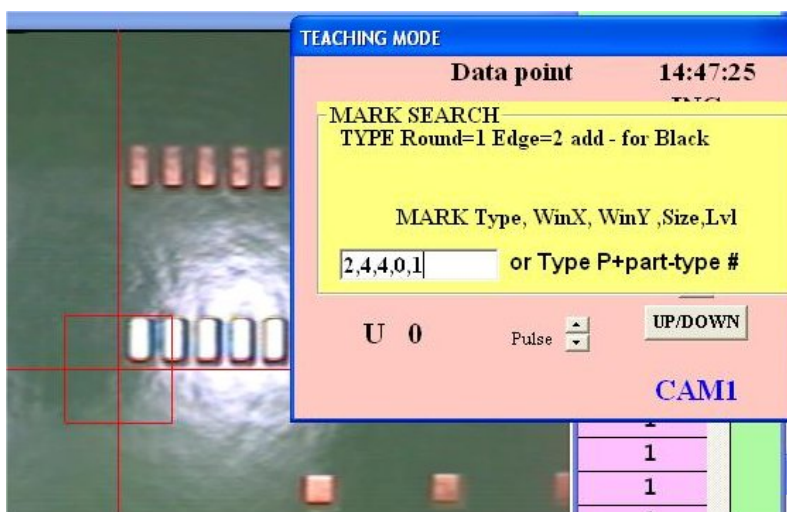 TEACHING MODE
Data point 14:47:25
MARK SEARCH
TYPE Round=1 Edge=2 add - for Black
MARK Type, WinX, WinY ,Size,Lvl
2,4,4,0,1 or Type P+part-type #
U 0 Pulse UP/DOWN
CAM1
1
1